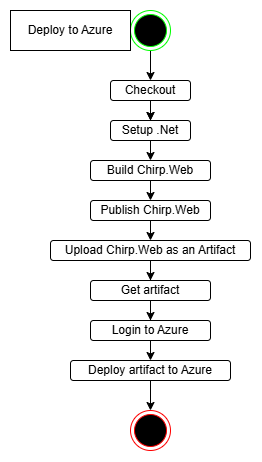 Deploy to Azure
Checkout
Setup .Net
Build Chirp.Web
Publish Chirp.Web
Upload Chirp.Web as an Artifact
Get artifact
Login to Azure
Deploy artifact to Azure